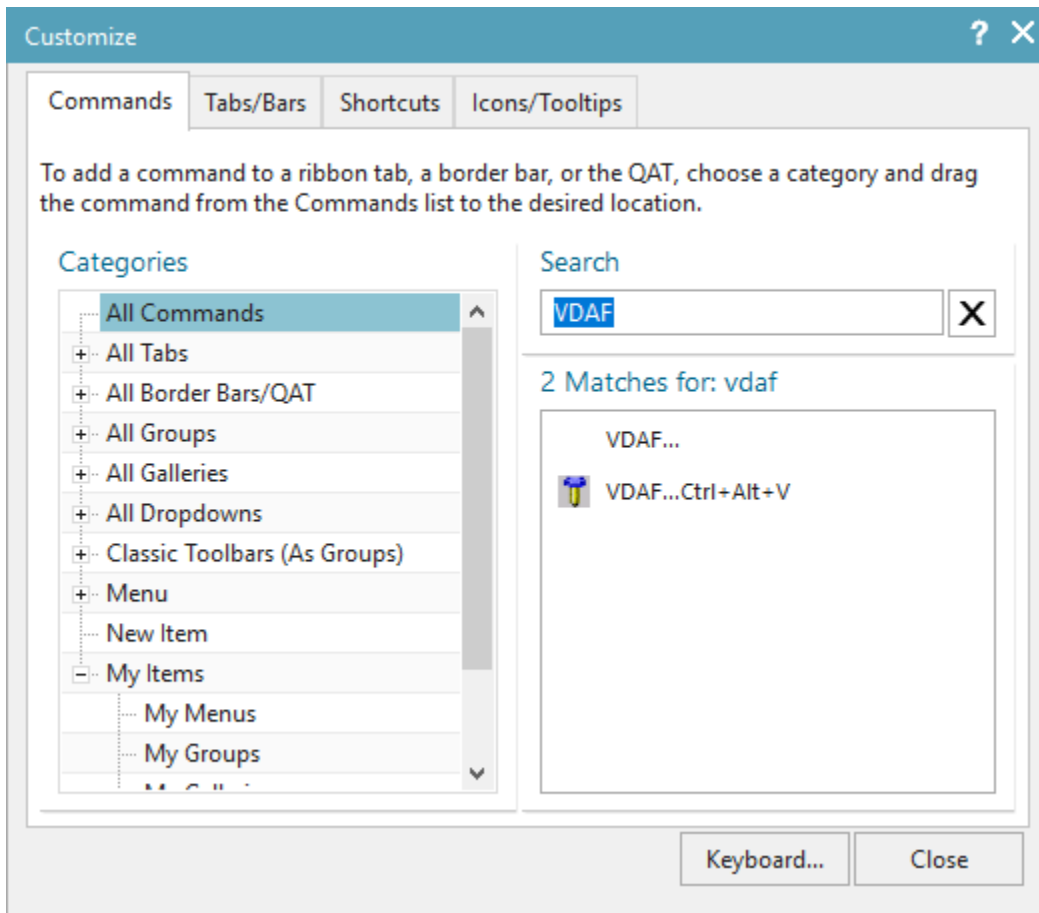 Customize
?
Commands
Tabs/Bars
Shortcuts
Icons/Tooltips
To add a command to a ribbon tab, a border bar, or the QAT, choose a category and drag
the command from the Commands list to the desired location.
Categories
All Commands
All Tabs
All Border Bars/QAT
All Groups
All Galleries
All Dropdowns
Classic Toolbars (As Groups)
Menu
New Item
My Items
My Menus
My Groups
Search
VDAF
2 Matches for: vdaf
VDAF...
VDAF...Ctrl+Alt+V
Keyboard...
Close